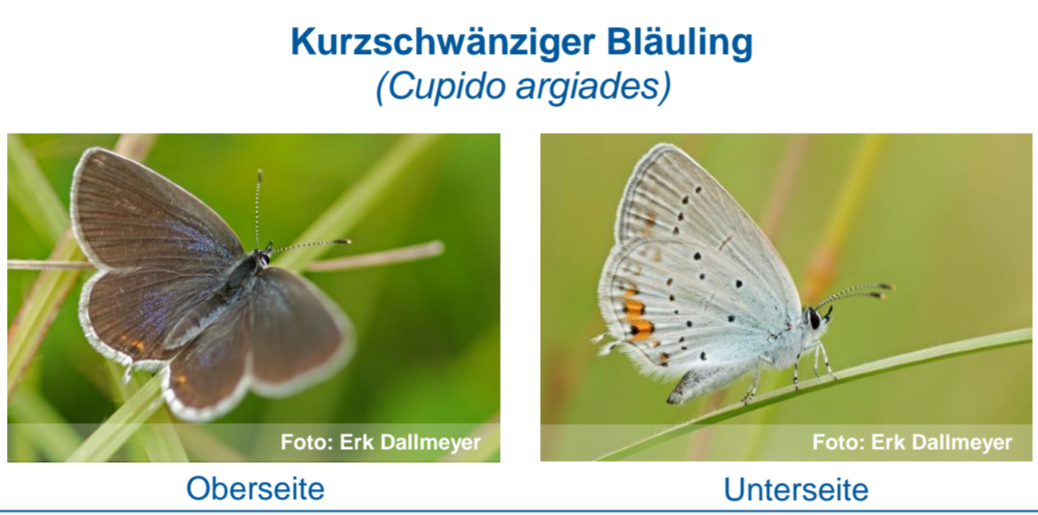 Kurzschwänziger Bläuling
(Cupido argiades)
Foto: Erk Dallmeyer
Foto: Erk Dallmeyer
Oberseite
Unterseite